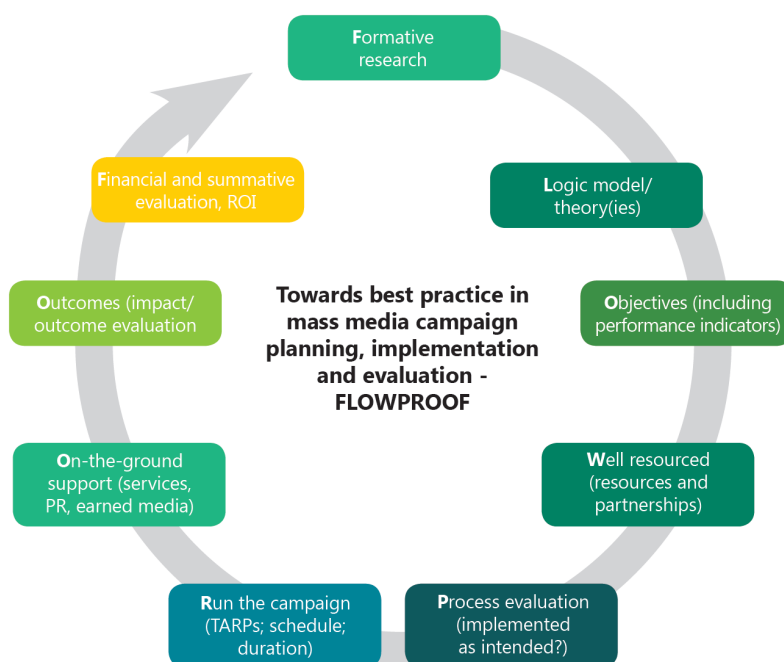 Formative
research
Logic model/
theory(ies)
Objectives (including
performance indicators)
Well resourced
(resources and
partnerships)
Process evaluation
(implemented
as intended?)
Run the campaign
(TARPs; schedule;
duration)
On-the-ground
support (services,
PR, earned media)
Outcomes (impact/
outcome evaluation
Financial and summative
evaluation, ROI
Towards best practice in
mass media campaign
planning, implementation
and evaluation -
FLOWPROOF